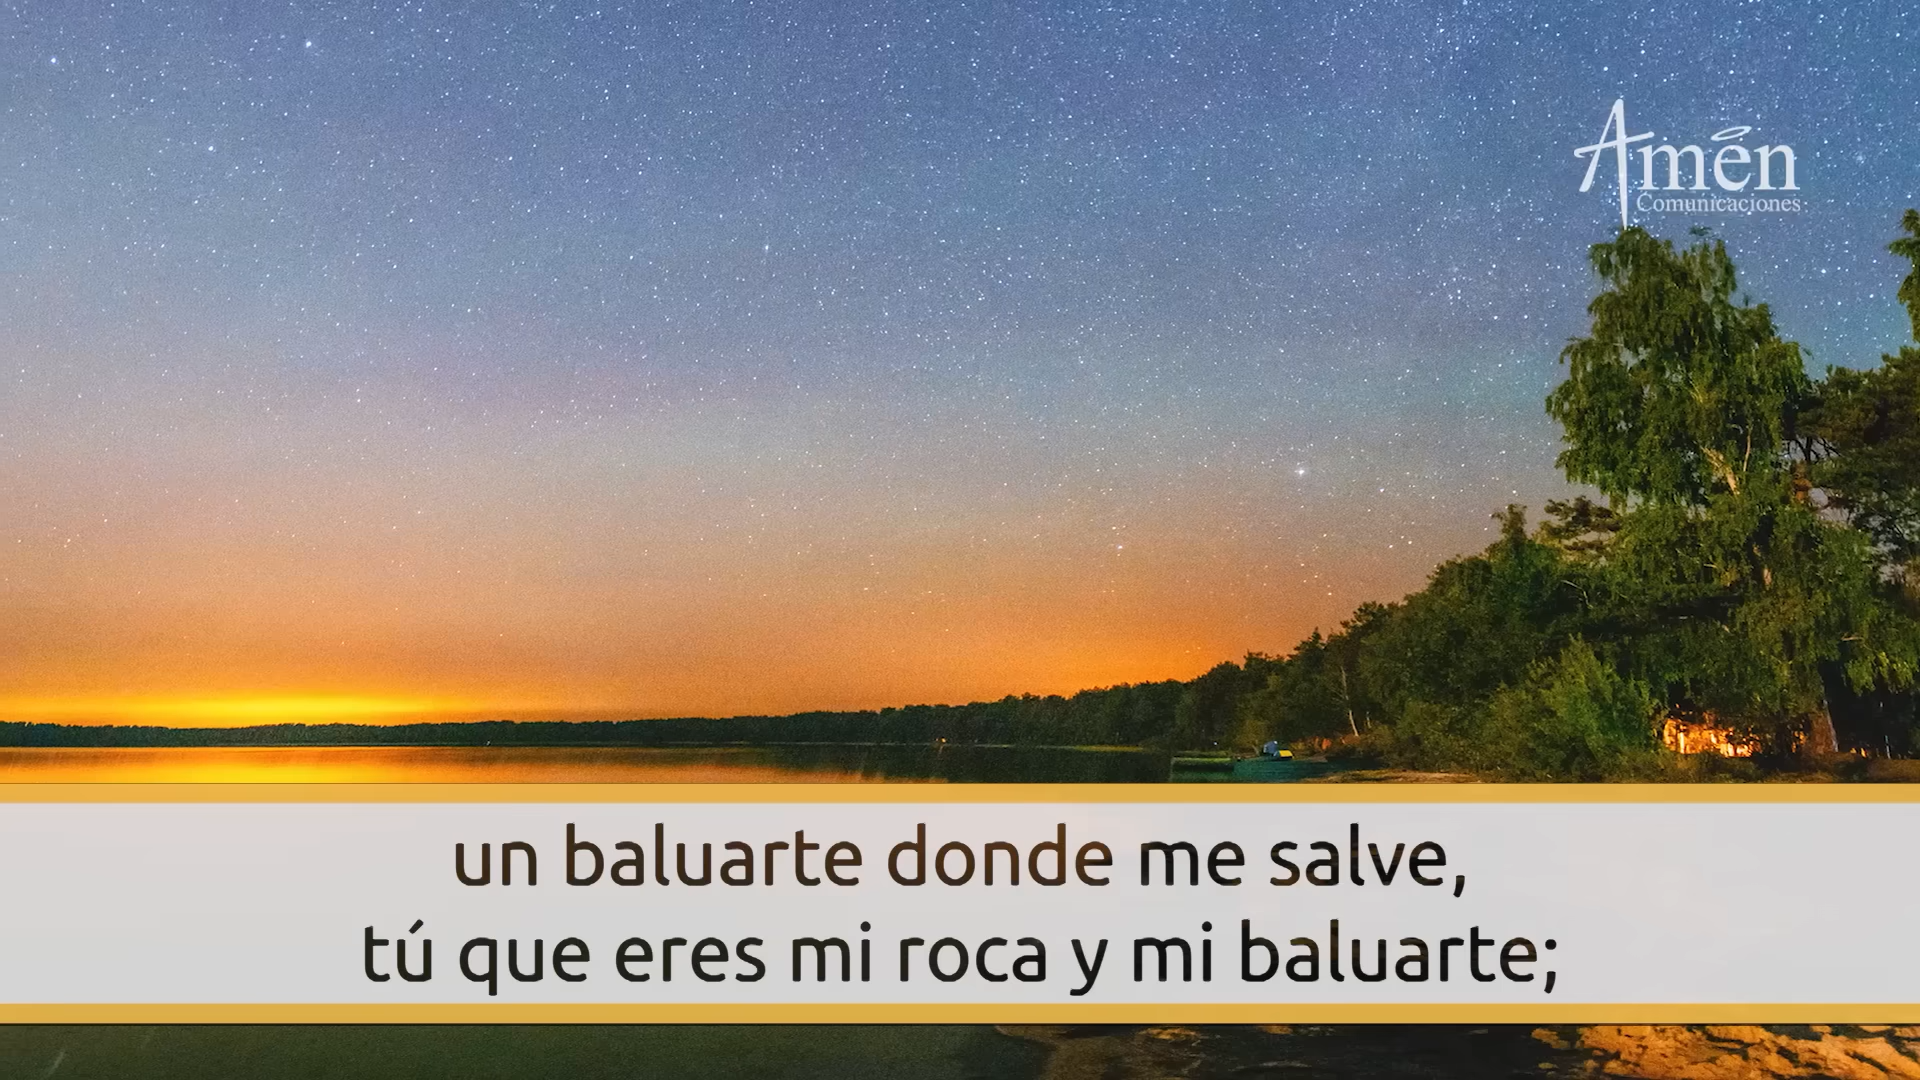 Amén
Comunicaciones
un baluarte donde me salve,
tú que eres mi roca y mi baluarte;